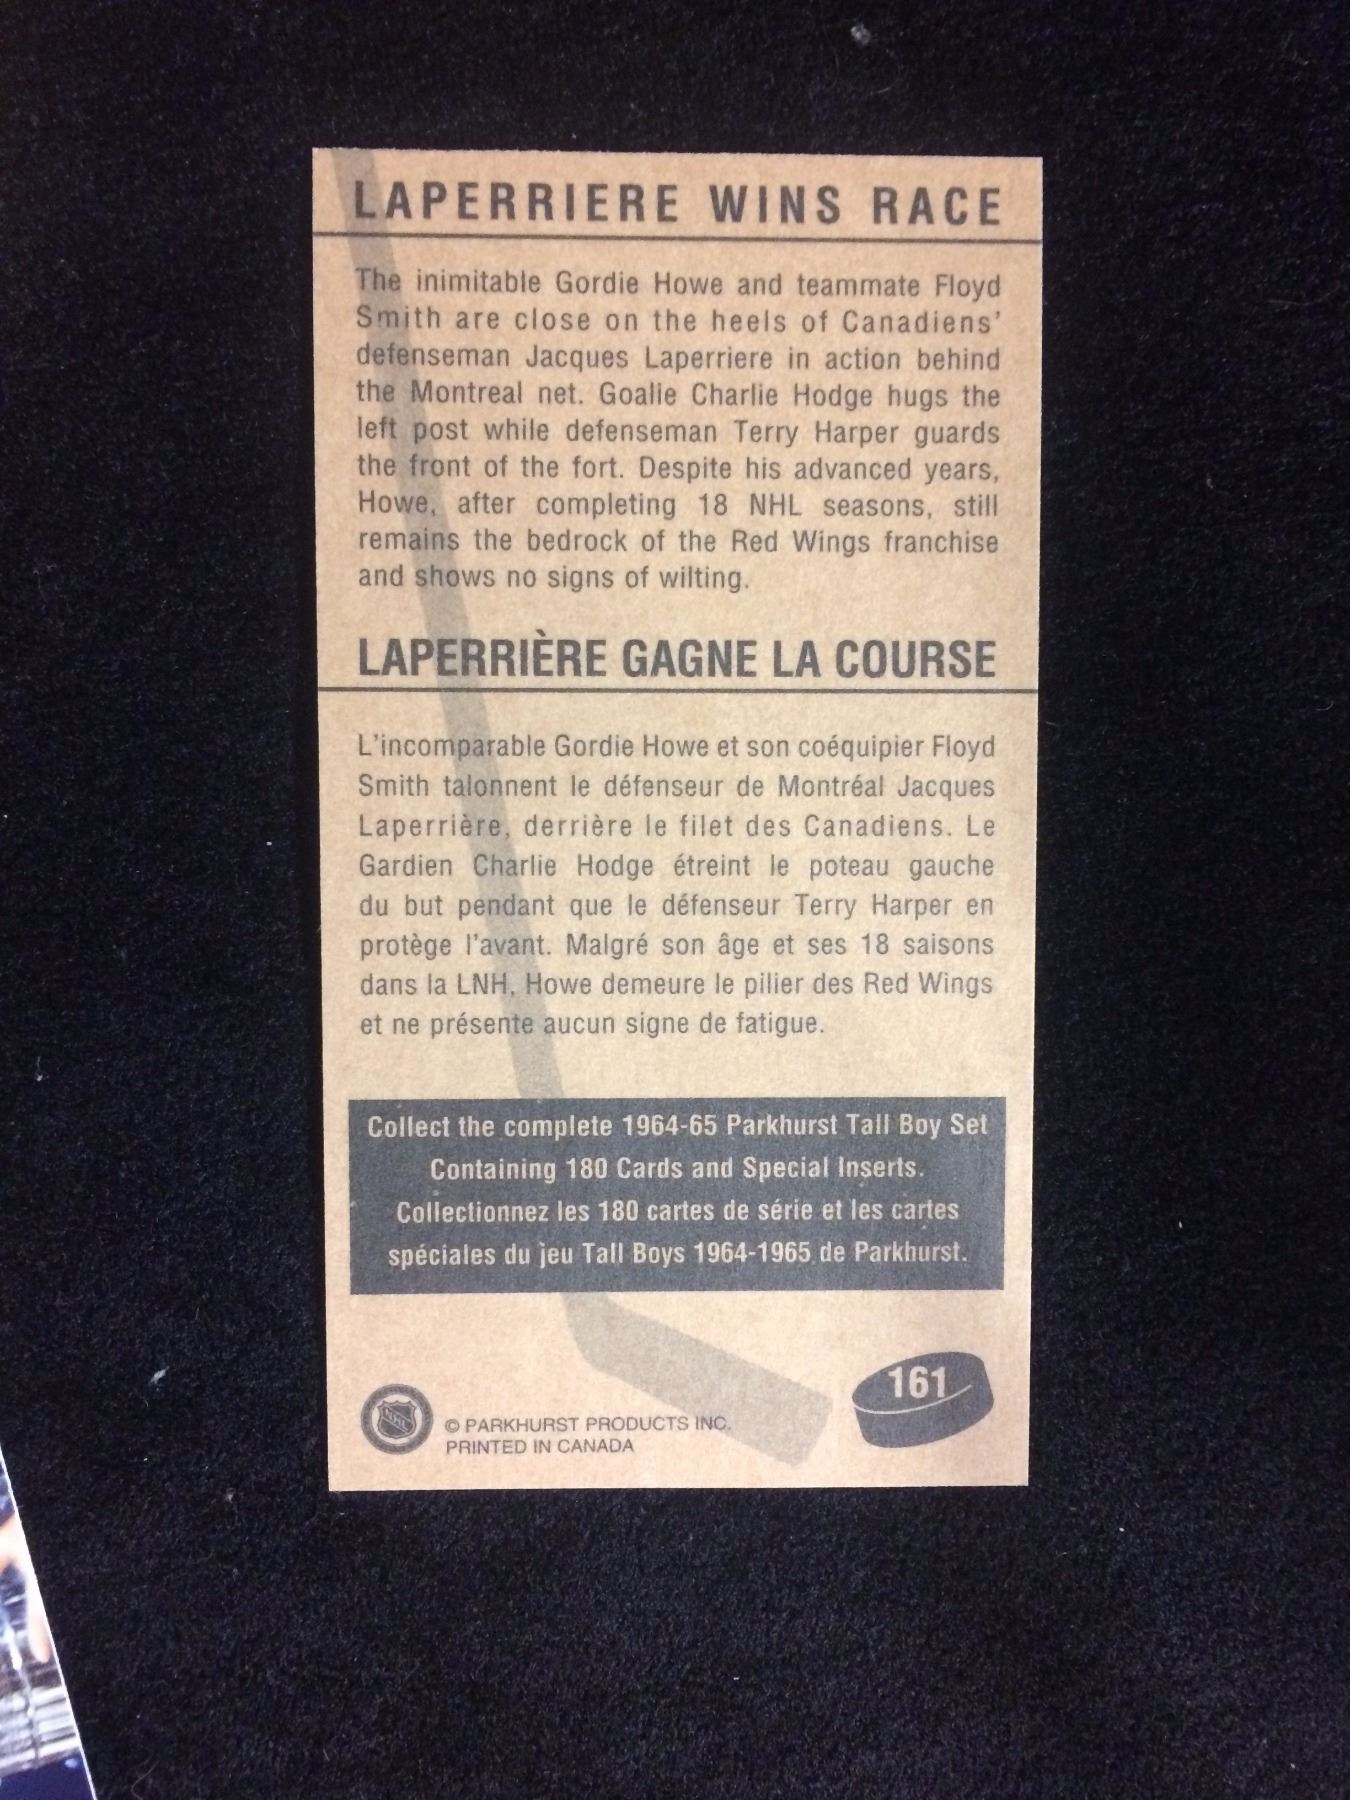 LAPERRIERE WINS RACE
The inimitable Gordie Howe and teammate Floyd
Smith are close on the heels of Canadiens'
defenseman Jacques Laperriere in action behind
the Montreal net. Goalie Charlie Hodge hugs the
left post while defenseman Terry Harper guards
the front of the fort. Despite his advanced years,
Howe, after completing 18 NHL seasons, still
remains the bedrock of the Red Wings franchise
and shows no signs of wilting.
LAPERRIÈRE GAGNE LA COURSE
L'incomparable Gordie Howe et son coéquipier Floyd
Smith talonnent le défenseur de Montréal Jacques
Laperrière, derrière le filet des Canadiens. Le
Gardien Charlie Hodge étreint le poteau gauche
du but pendant que le défenseur Terry Harper en
protège l'avant. Malgré son âge et ses 18 saisons
dans la LNH, Howe demeure le pilier des Red Wings
et ne présente aucun signe de fatigue.
Collect the complete 1964-65 Parkhurst Tall Boy Set
Containing 180 Cards and Special Inserts.
Collectionnez les 180 cartes de série et les cartes
spéciales du jeu Tall Boys 1964-1965 de Parkhurst.
161
NHL
© PARKHURST PRODUCTS INC.
PRINTED IN CANADA